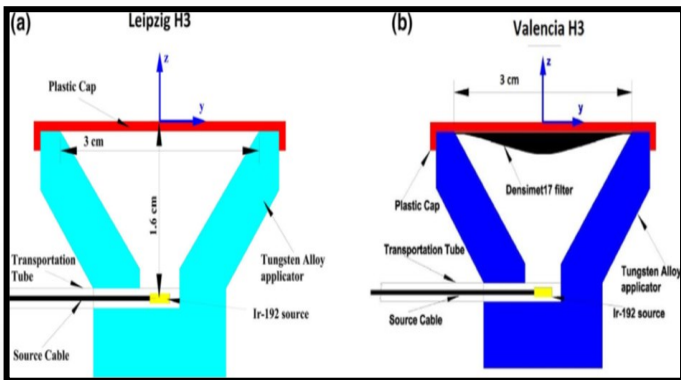 (a)
Leipzig H3
z
Plastic Cap
y
3 cm
1.6 cm
Transportation
Tube
Tungsten Alloy
applicator
Ir-192 source
Source Cable
(b)
Valencia H3
3 cm
z
y
Densimet17 filter
Plastic Cap
Transportation Tube
Tungsten Alloy
applicator
Ir-192 source
Source Cable